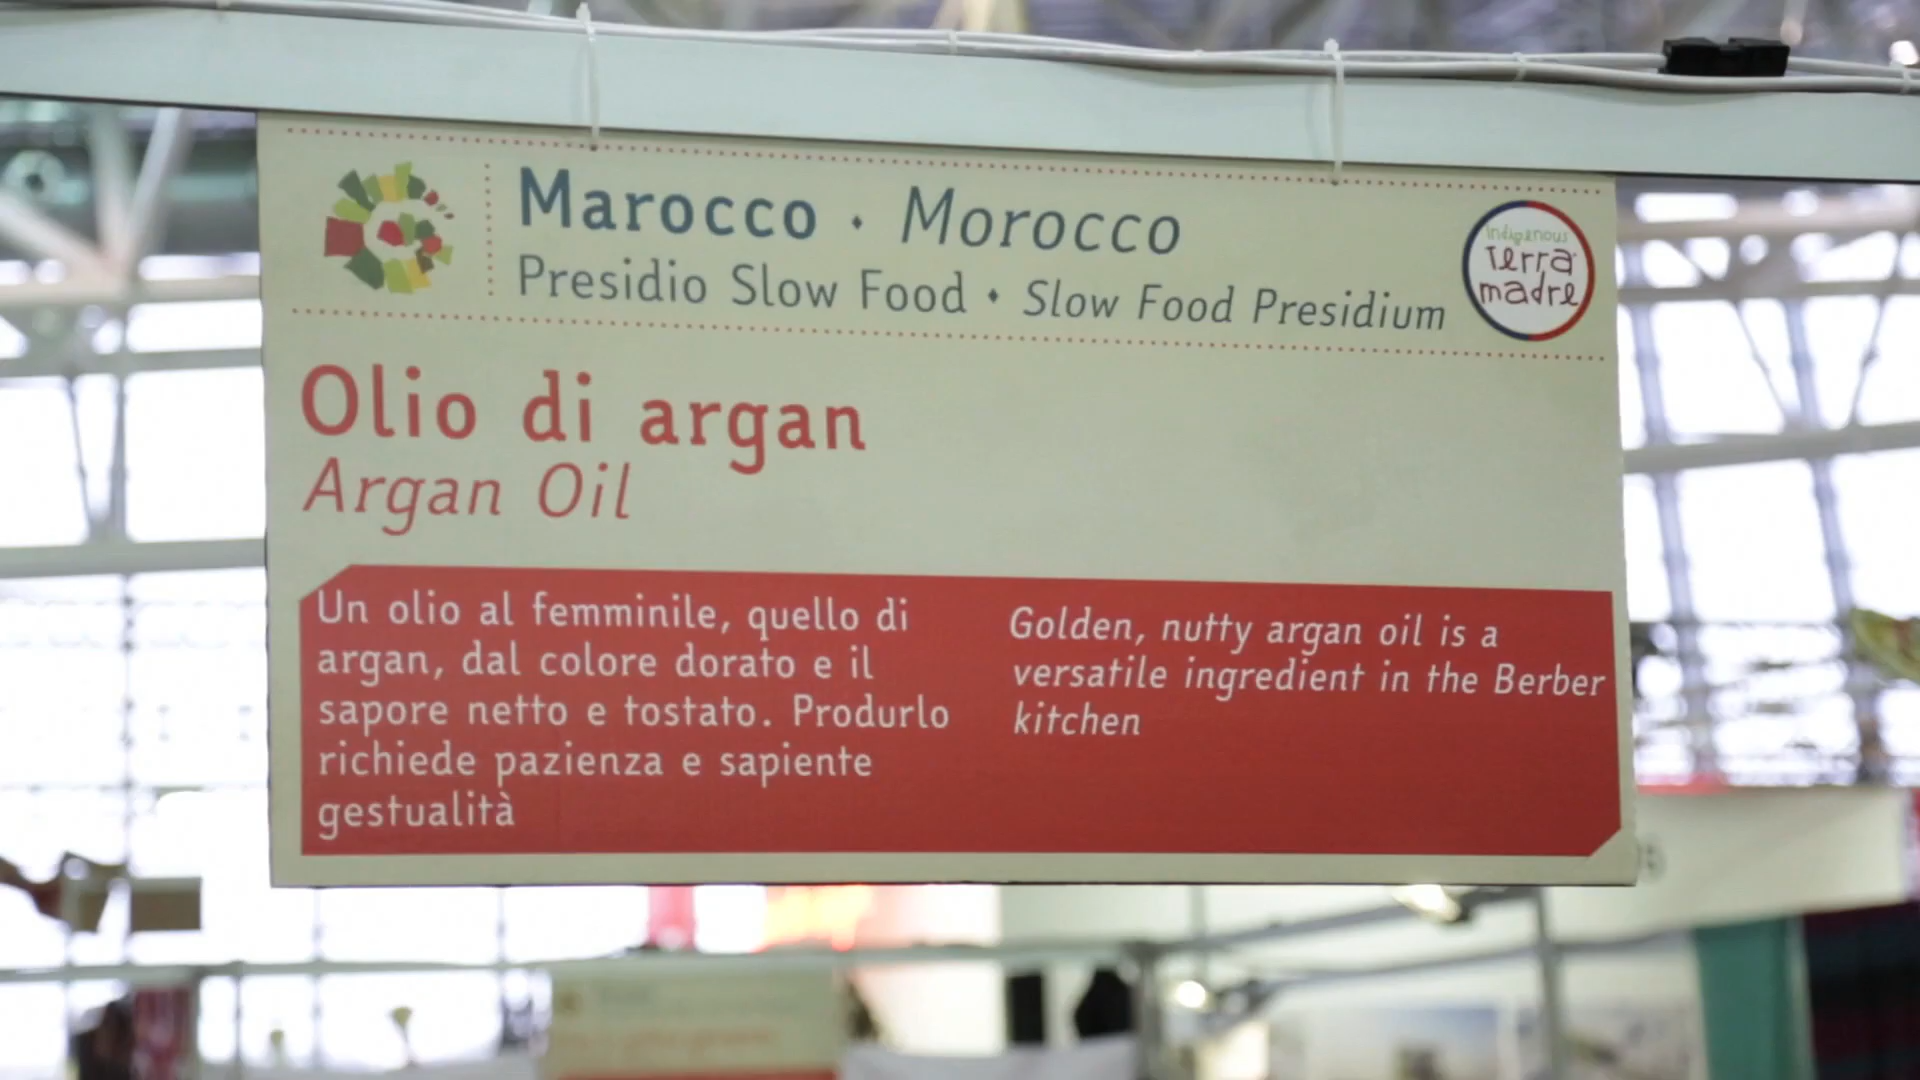 Marocco · Morocco
Presidio Slow Food • Slow Food Presidium
indigenous
Terra
madre
Olio di argan
Argan Oil
Un olio al femminile, quello di
argan, dal colore dorato e il
sapore netto e tostato. Produrlo
richiede pazienza e sapiente
gestualità
Golden, nutty argan oil is a
versatile ingredient in the Berber
kitchen